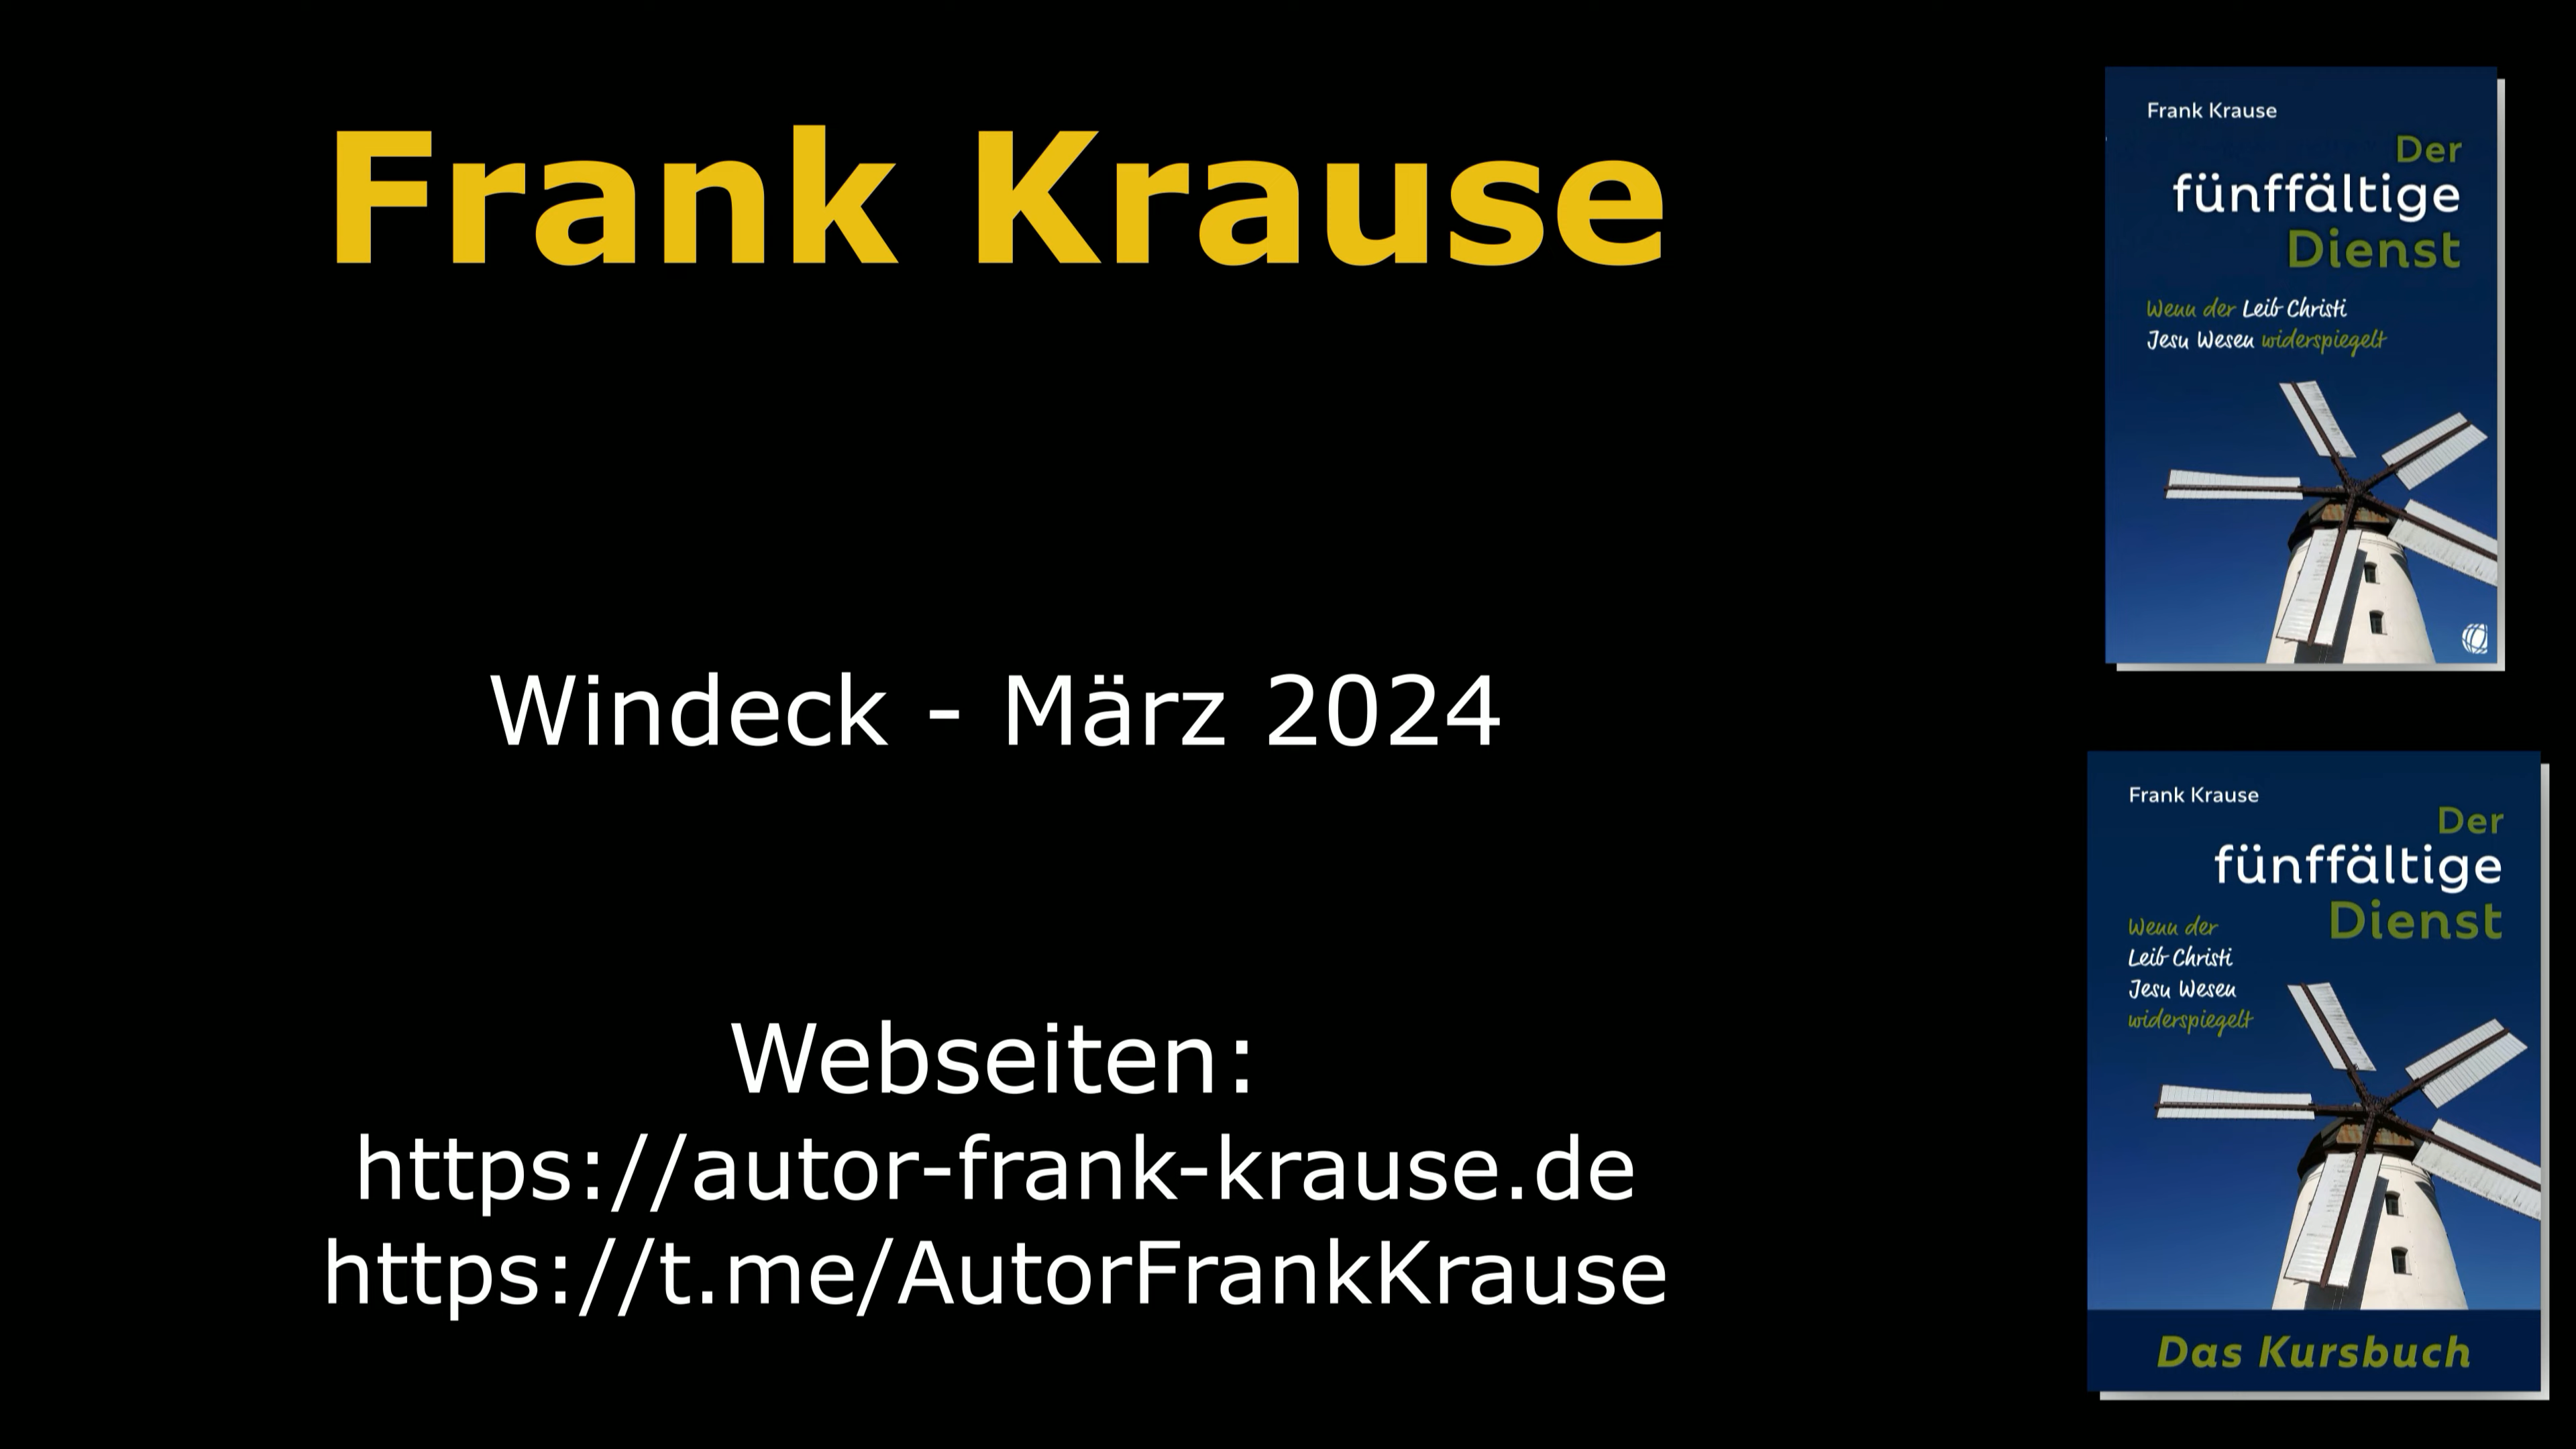 Frank Krause
Windeck - März 2024
Webseiten:
https://autor-frank-krause.de
https://t.me/AutorFrankKrause
Frank Krause
Der
fünffältige
Dienst
Wenn der Leib Christi
Jesu Wesen widerspiegelt
Frank Krause
Der
fünffältige
Dienst
Wenn der
Leib Christi
Jesu Wesen
widerspiegelt
Das Kursbuch